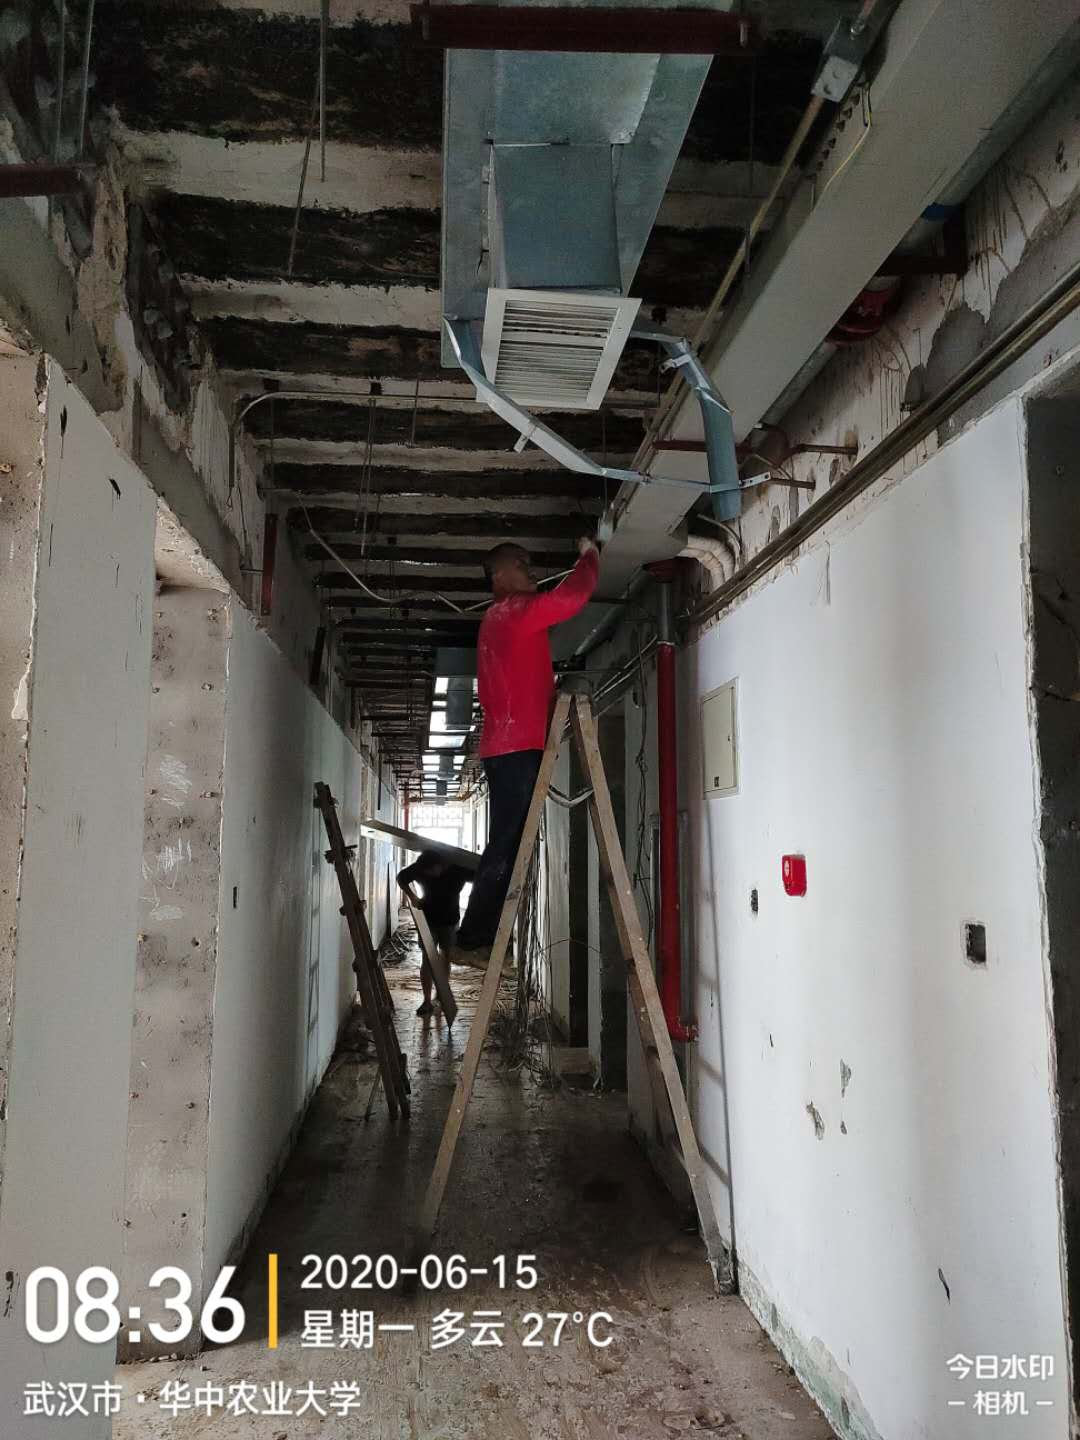 08:36
2020-06-15
星期一 多云 27°C
武汉市·华中农业大学
今日水印
-相机-